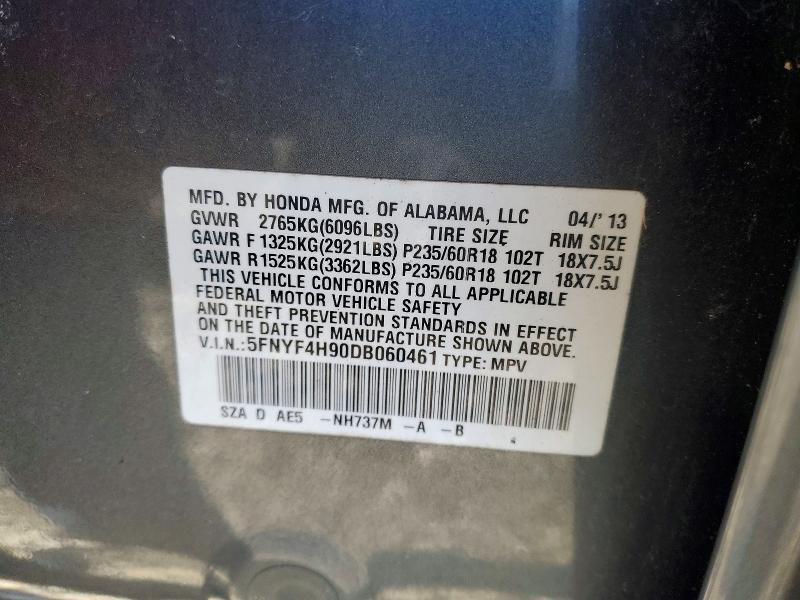 MFD. BY HONDA MFG. OF ALABAMA, LLC 04/'13
GVWR 2765KG(6096LBS) TIRE SIZE RIM SIZE
GAWR F 1325KG(2921LBS) P235/60R18 102T 18X7.5J
GAWR R1525KG(3362LBS) P235/60R18 102T 18X7.5J
THIS VEHICLE CONFORMS TO ALL APPLICABLE
FEDERAL MOTOR VEHICLE SAFETY
AND THEFT PREVENTION STANDARDS IN EFFECT
ON THE DATE OF MANUFACTURE SHOWN ABOVE.
V.I.N.:5FNYF4H90DB060461 TYPE: MPV
SZA D AE5 -NH737M -A -B